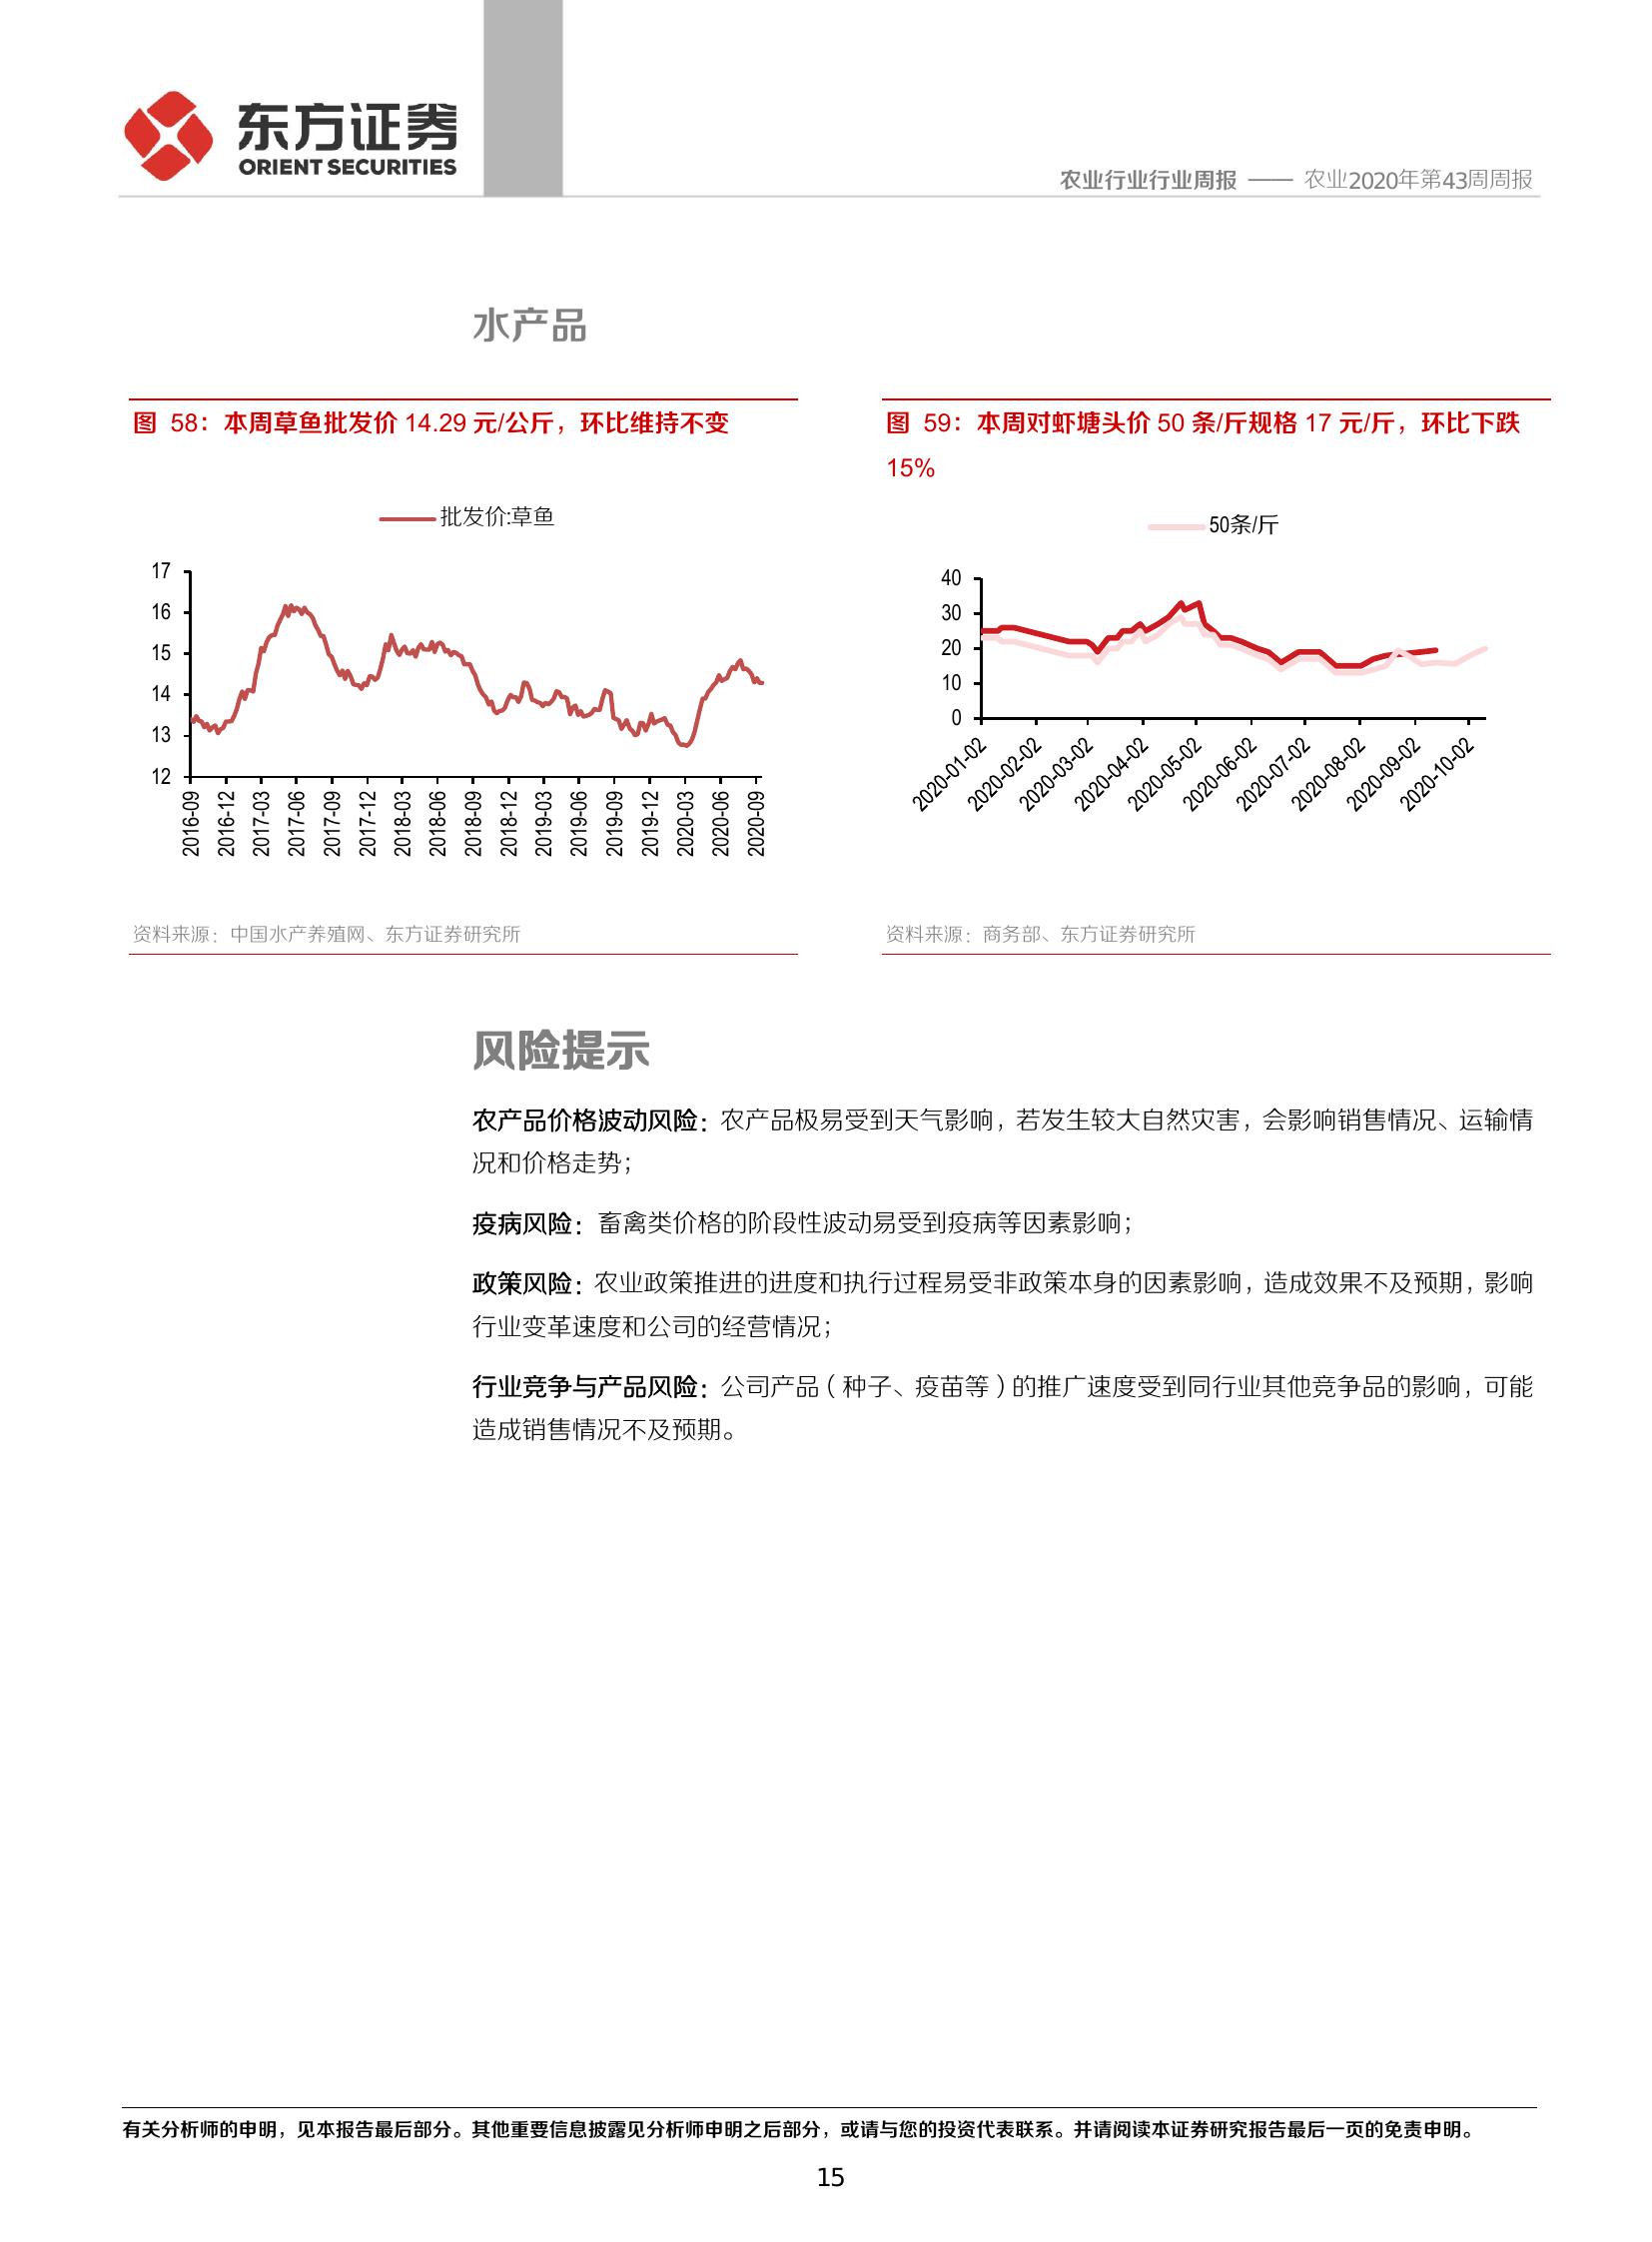 东方证券
ORIENT SECURITIES
农业行业行业周报 —— 农业2020年第43周周报
水产品
图 58：本周草鱼批发价 14.29 元/公斤，环比维持不变
批发价:草鱼
17
16
15
14
13
12
2016-09
2016-12
2017-03
2017-06
2017-09
2017-12
2018-03
2018-06
2018-09
2018-12
2019-03
2019-06
2019-09
2019-12
2020-03
2020-06
2020-09
资料来源：中国水产养殖网、东方证券研究所
图 59：本周对虾塘头价 50 条/斤规格 17 元/斤，环比下跌
15%
50条/斤
40
30
20
10
0
2020-01-02
2020-02-02
2020-03-02
2020-04-02
2020-05-02
2020-06-02
2020-07-02
2020-08-02
2020-09-02
2020-10-02
资料来源：商务部、东方证券研究所
风险提示
农产品价格波动风险：农产品极易受到天气影响，若发生较大自然灾害，会影响销售情况、运输情
况和价格走势；
疫病风险：畜禽类价格的阶段性波动易受到疫病等因素影响；
政策风险：农业政策推进的进度和执行过程易受非政策本身的因素影响，造成效果不及预期，影响
行业变革速度和公司的经营情况；
行业竞争与产品风险：公司产品（种子、疫苗等）的推广速度受到同行业其他竞争品的影响，可能
造成销售情况不及预期。
有关分析师的申明，见本报告最后部分。其他重要信息披露见分析师申明之后部分，或请与您的投资代表联系。并请阅读本证券研究报告最后一页的免责申明。
15